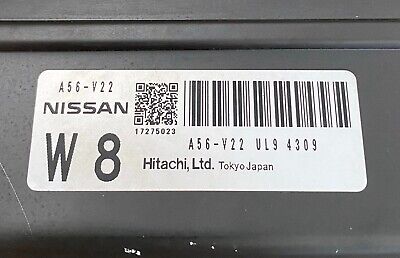 A56-V22
NISSAN
17275023
A56-V22 UL9 4309
W 8
Hitachi, Ltd. Tokyo Japan